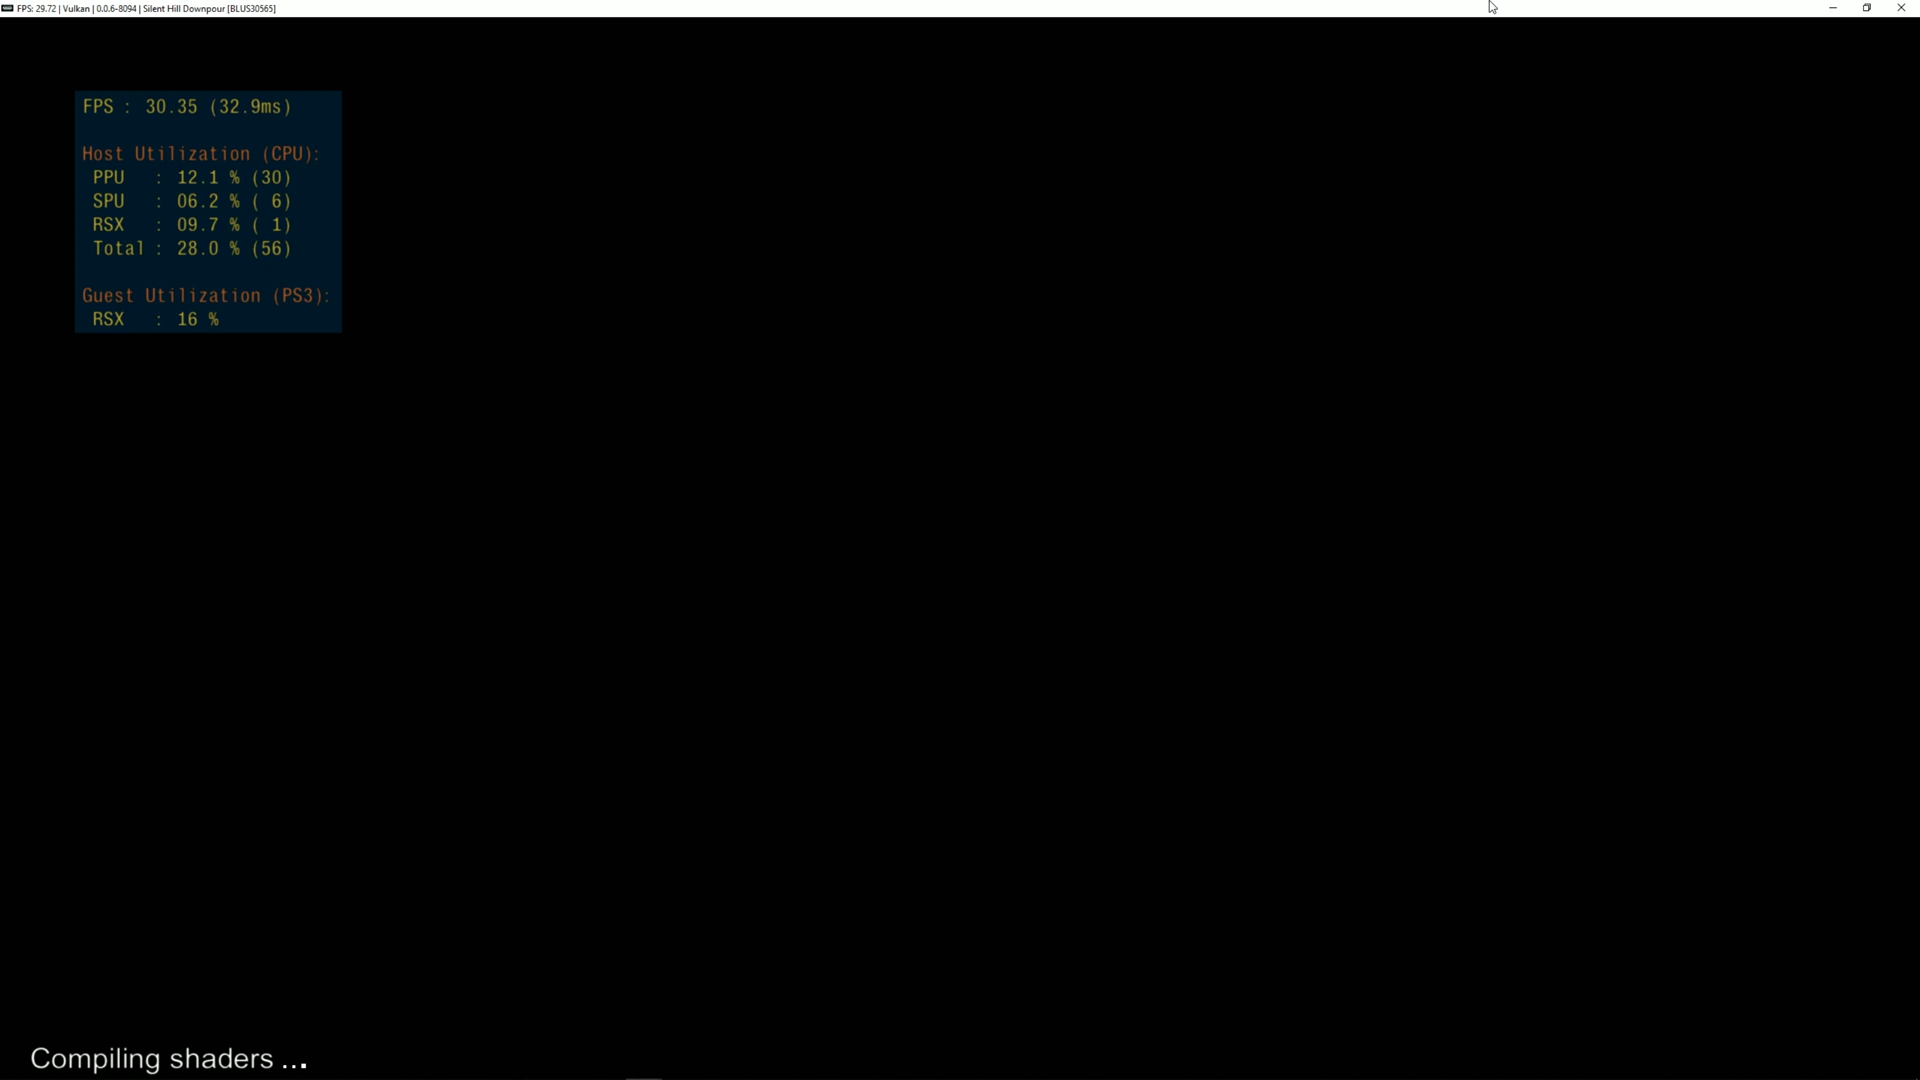 FPS: 29.72 | Vulkan | 0.0.6-8094 | Silent Hill Downpour [BLUS30565]
FPS : 30.35 (32.9ms)
Host Utilization (CPU):
PPU : 12.1 % (30)
SPU : 06.2 % ( 6)
RSX : 09.7 % ( 1)
Total : 28.0 % (56)
Guest Utilization (PS3):
RSX : 16 %
Compiling shaders ...